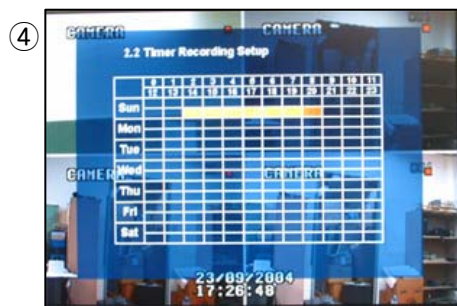 ④
CAMERA CAMERA
2.2 Timer Recording Setup
0 1 2 3 4 5 6 7 8 9 10 11
12 13 14 15 16 17 18 19 20 21 22 23
Sun
Mon
Tue
Wed
CAMERA CAMERA
Thu
Fri
Sat
23/09/2004
17:26:48